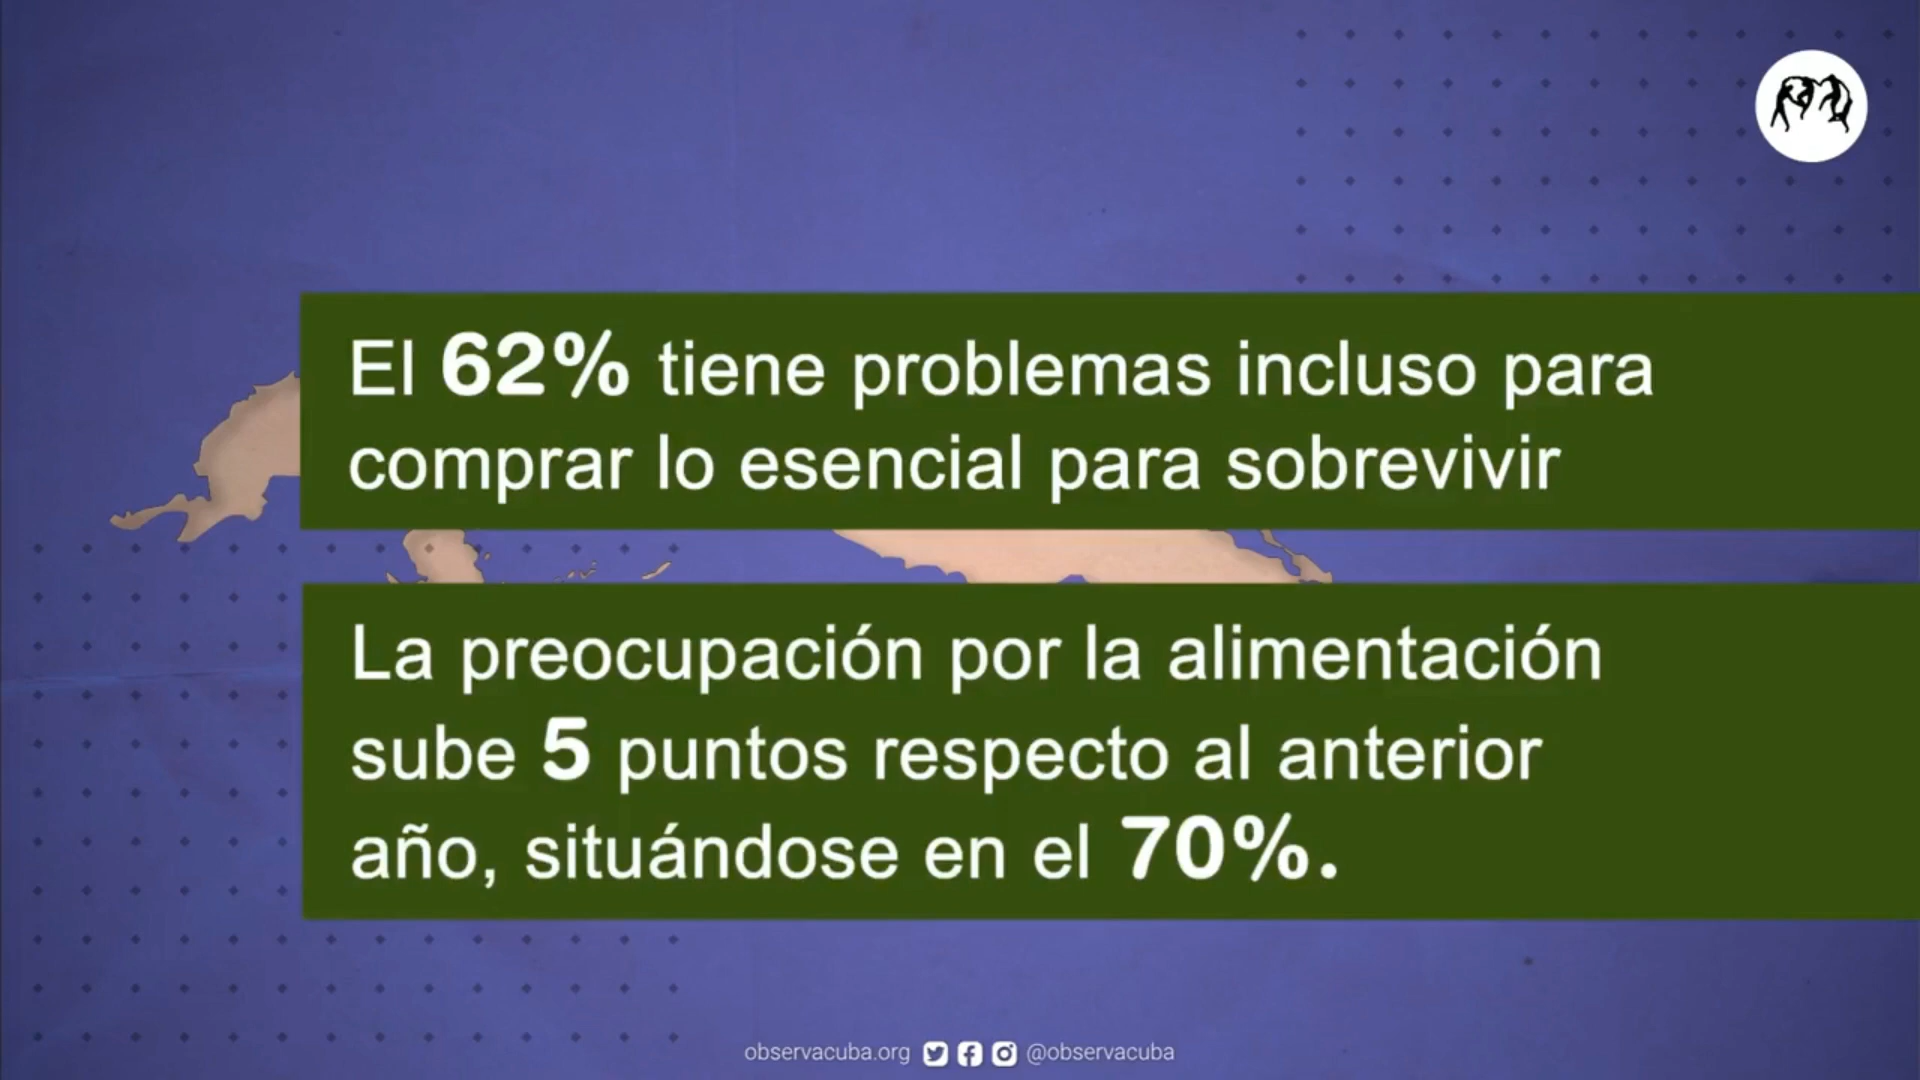 El 62% tiene problemas incluso para
comprar lo esencial para sobrevivir
La preocupación por la alimentación
sube 5 puntos respecto al anterior
año, situándose en el 70%.
observacuba.org @observacuba